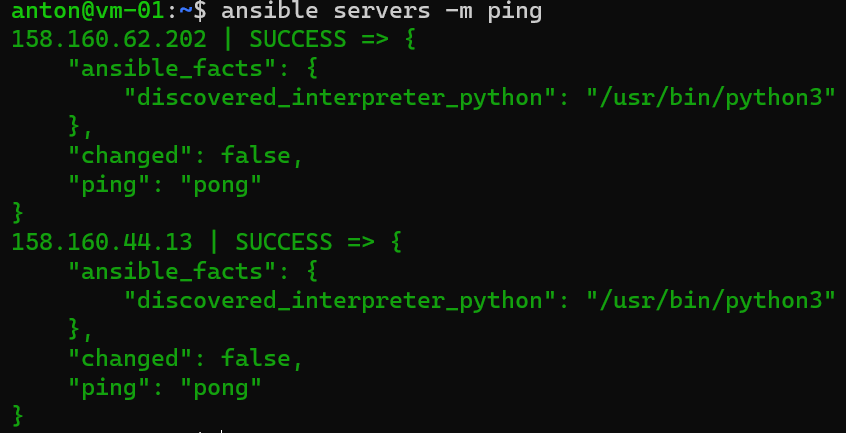 anton@vm-01:~$ ansible servers -m ping
158.160.62.202 | SUCCESS => {
    "ansible_facts": {
        "discovered_interpreter_python": "/usr/bin/python3"
    },
    "changed": false,
    "ping": "pong"
}
158.160.44.13 | SUCCESS => {
    "ansible_facts": {
        "discovered_interpreter_python": "/usr/bin/python3"
    },
    "changed": false,
    "ping": "pong"
}